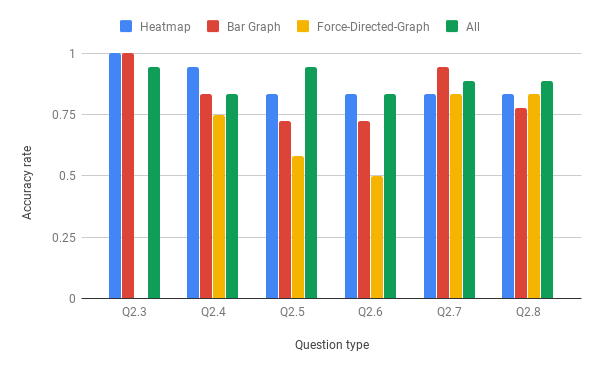 Heatmap Bar Graph Force-Directed-Graph All
1
0.75
0.5
0.25
0
Accuracy rate
Q2.3 Q2.4 Q2.5 Q2.6 Q2.7 Q2.8
Question type